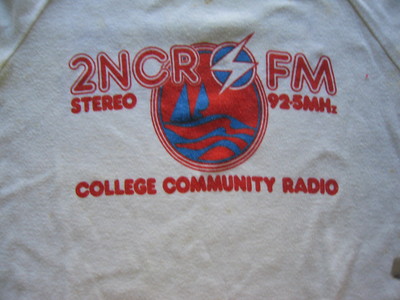 2NCR FM
STEREO 92·5MHz
COLLEGE COMMUNITY RADIO